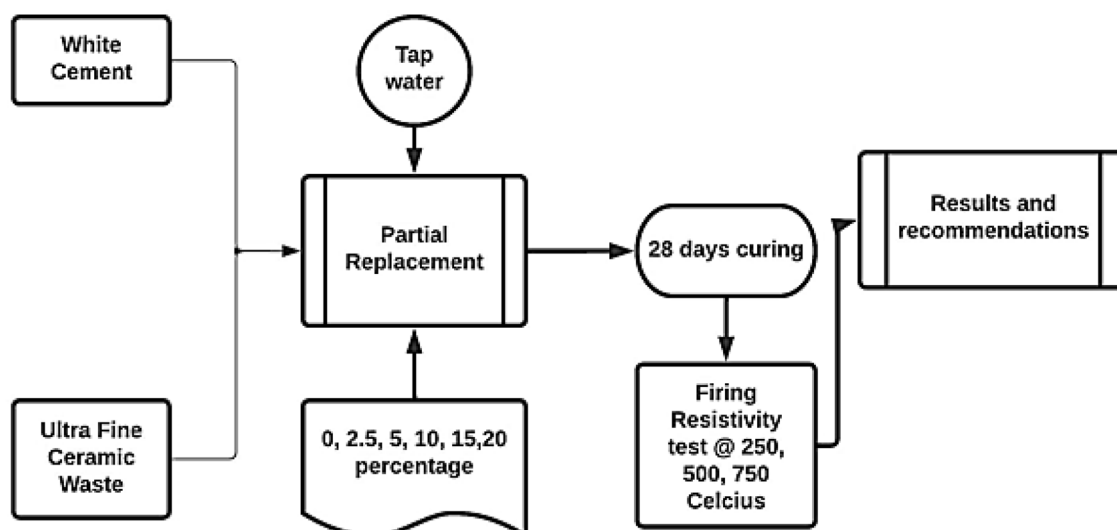 White
Cement
Tap
water
Partial
Replacement
28 days curing
Results and
recommendations
Ultra Fine
Ceramic
Waste
0, 2.5, 5, 10, 15,20
percentage
Firing
Resistivity
test @ 250,
500, 750
Celcius